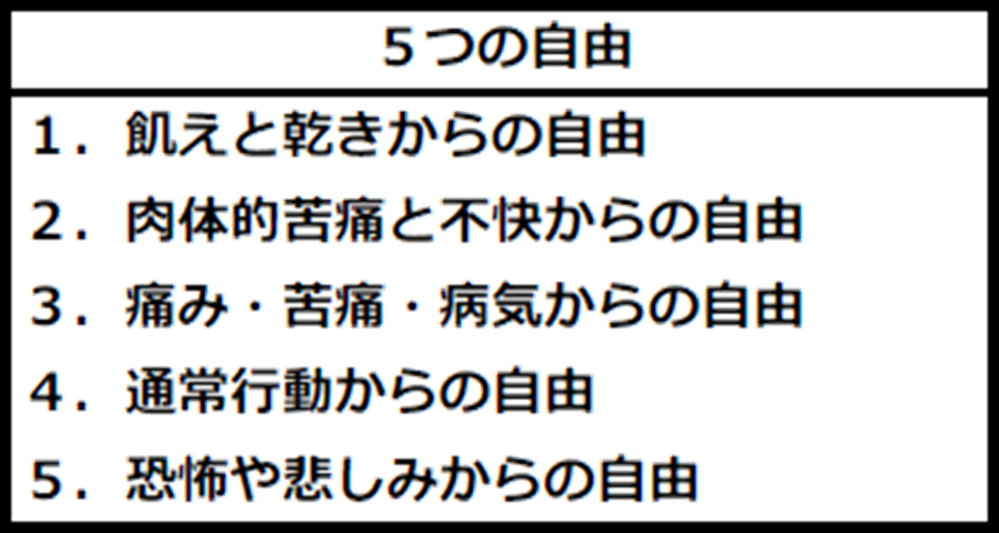 ５つの自由
１．飢えと乾きからの自由
２．肉体的苦痛と不快からの自由
３．痛み・苦痛・病気からの自由
４．通常行動からの自由
５．恐怖や悲しみからの自由